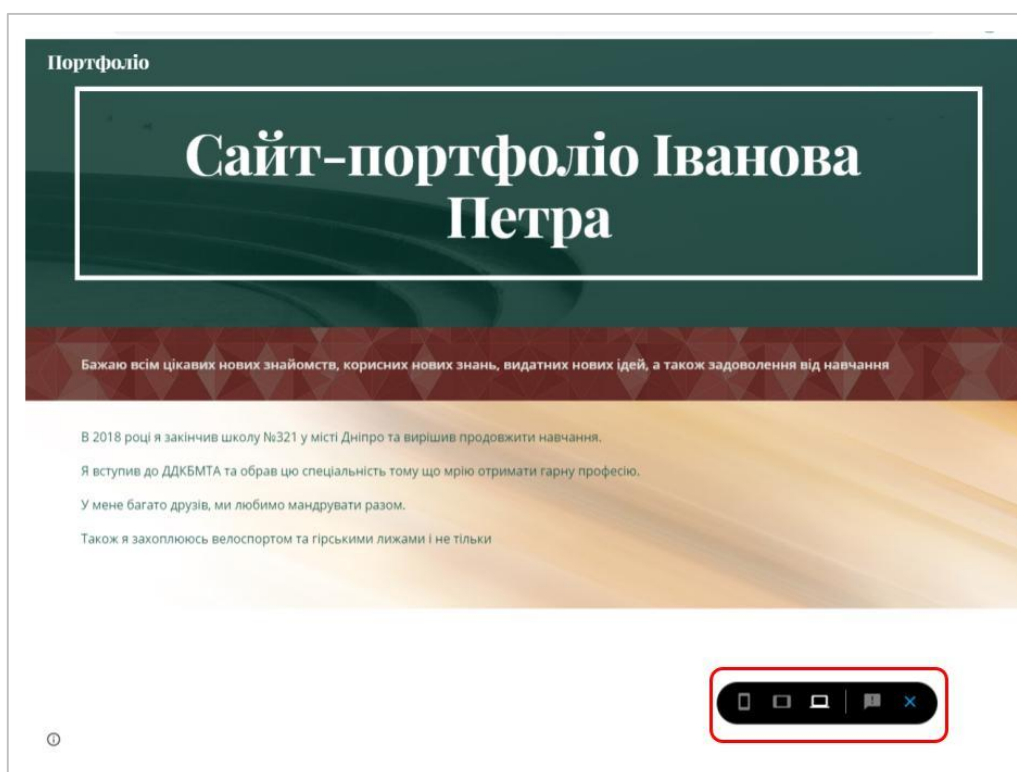 Портфоліо
Сайт-портфоліо Іванова
Петра
Бажаю всім цікавих нових знайомств, корисних нових знань, видатних нових ідей, а також задоволення від навчання
В 2018 році я закінчив школу №321 у місті Дніпро та вирішив продовжити навчання.
Я вступив до ДДКБМТА та обрав цю спеціальність тому що мрію отримати гарну професію.
У мене багато друзів, ми любимо мандрувати разом.
Також я захоплююсь велоспортом та гірськими лижами і не тільки